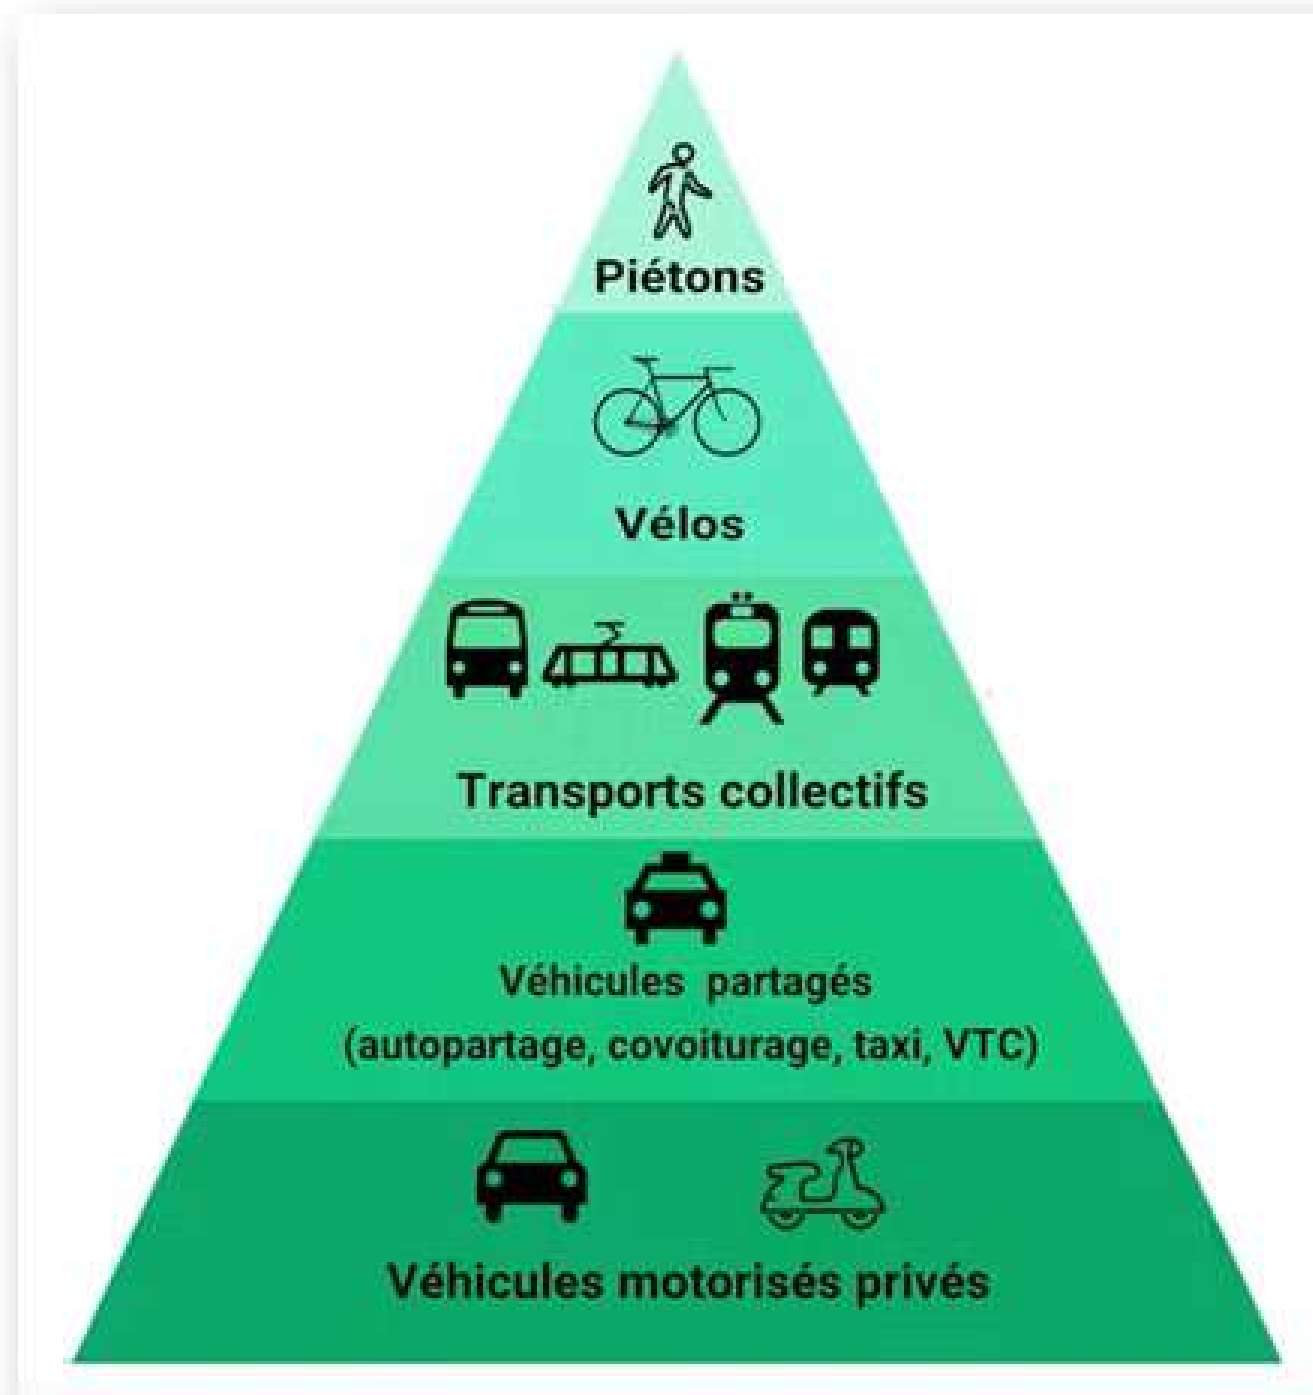 Piétons
Vélos
Transports collectifs
Véhicules partagés
(autopartage, covoiturage, taxi, VTC)
Véhicules motorisés privés